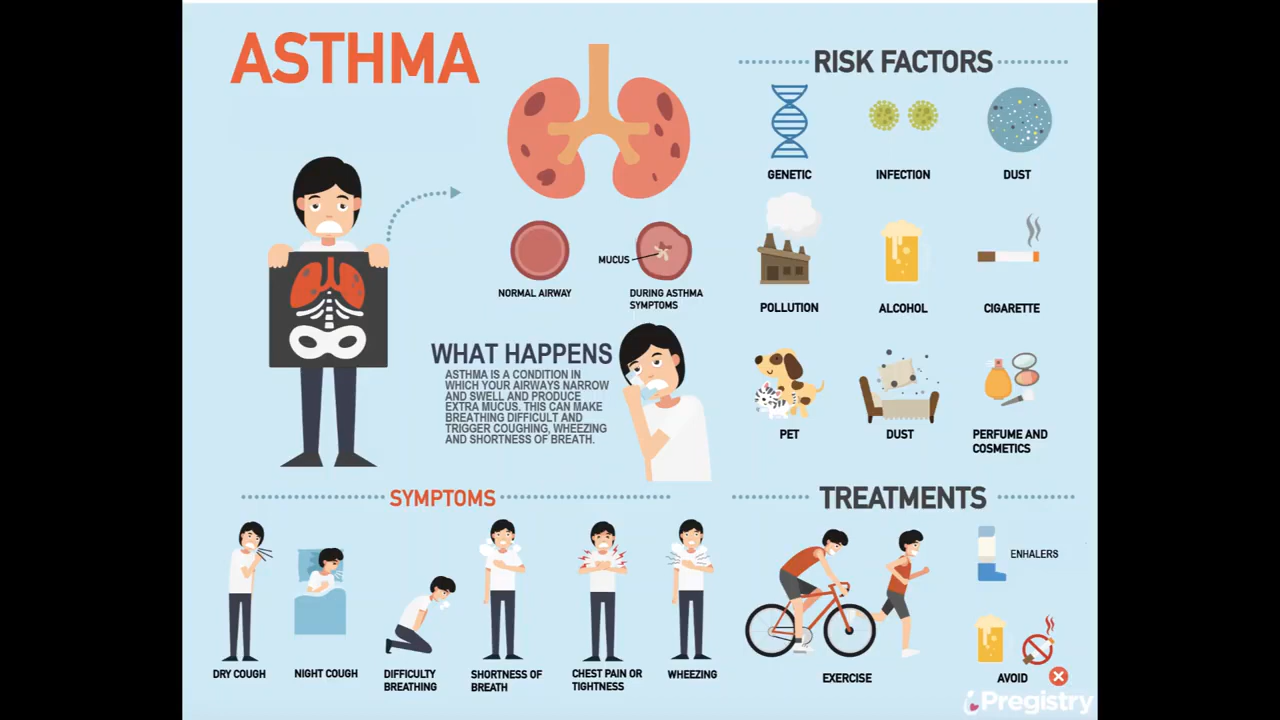 ASTHMA
MUCUS
NORMAL AIRWAY
DURING ASTHMA
SYMPTOMS
WHAT HAPPENS
ASTHMA IS A CONDITION IN
WHICH YOUR AIRWAYS NARROW
AND SWELL AND PRODUCE
EXTRA MUCUS. THIS CAN MAKE
BREATHING DIFFICULT AND
TRIGGER COUGHING, WHEEZING
AND SHORTNESS OF BREATH.
RISK FACTORS
GENETIC
INFECTION
DUST
POLLUTION
ALCOHOL
CIGARETTE
PET
DUST
PERFUME AND
COSMETICS
SYMPTOMS
DRY COUGH
NIGHT COUGH
DIFFICULTY
BREATHING
SHORTNESS OF
BREATH
CHEST PAIN OR
TIGHTNESS
WHEEZING
TREATMENTS
EXERCISE
ENHALERS
AVOID
Pregistry